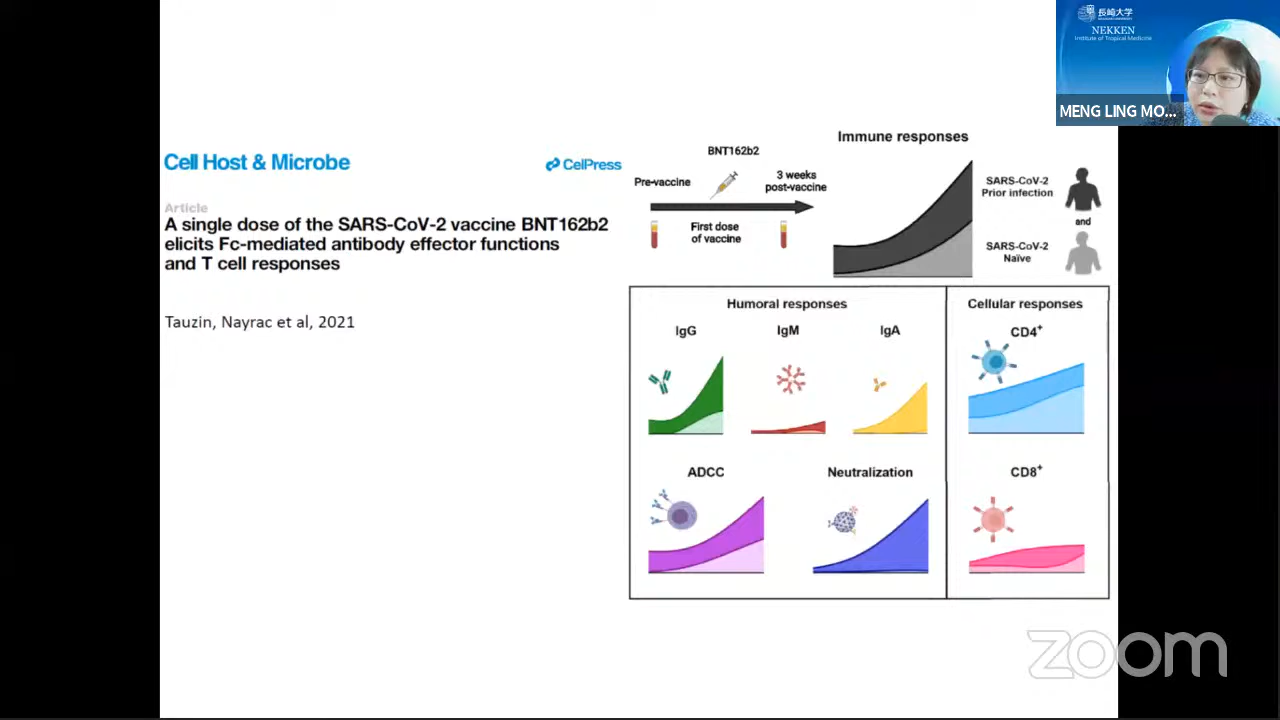 Cell Host & Microbe
CelPress
Article
A single dose of the SARS-CoV-2 vaccine BNT162b2
elicits Fc-mediated antibody effector functions
and T cell responses
Tauzin, Nayrac et al, 2021
BNT162b2
Pre-vaccine
3 weeks
post-vaccine
First dose
of vaccine
Immune responses
SARS-CoV-2
Prior infection
and
SARS-CoV-2
Naïve
Humoral responses
IgG
IgM
IgA
ADCC
Neutralization
Cellular responses
CD4+
CD8+
長崎大学
NEKKEN
Institute of Tropical Medicine
MENG LING MO...
zoom